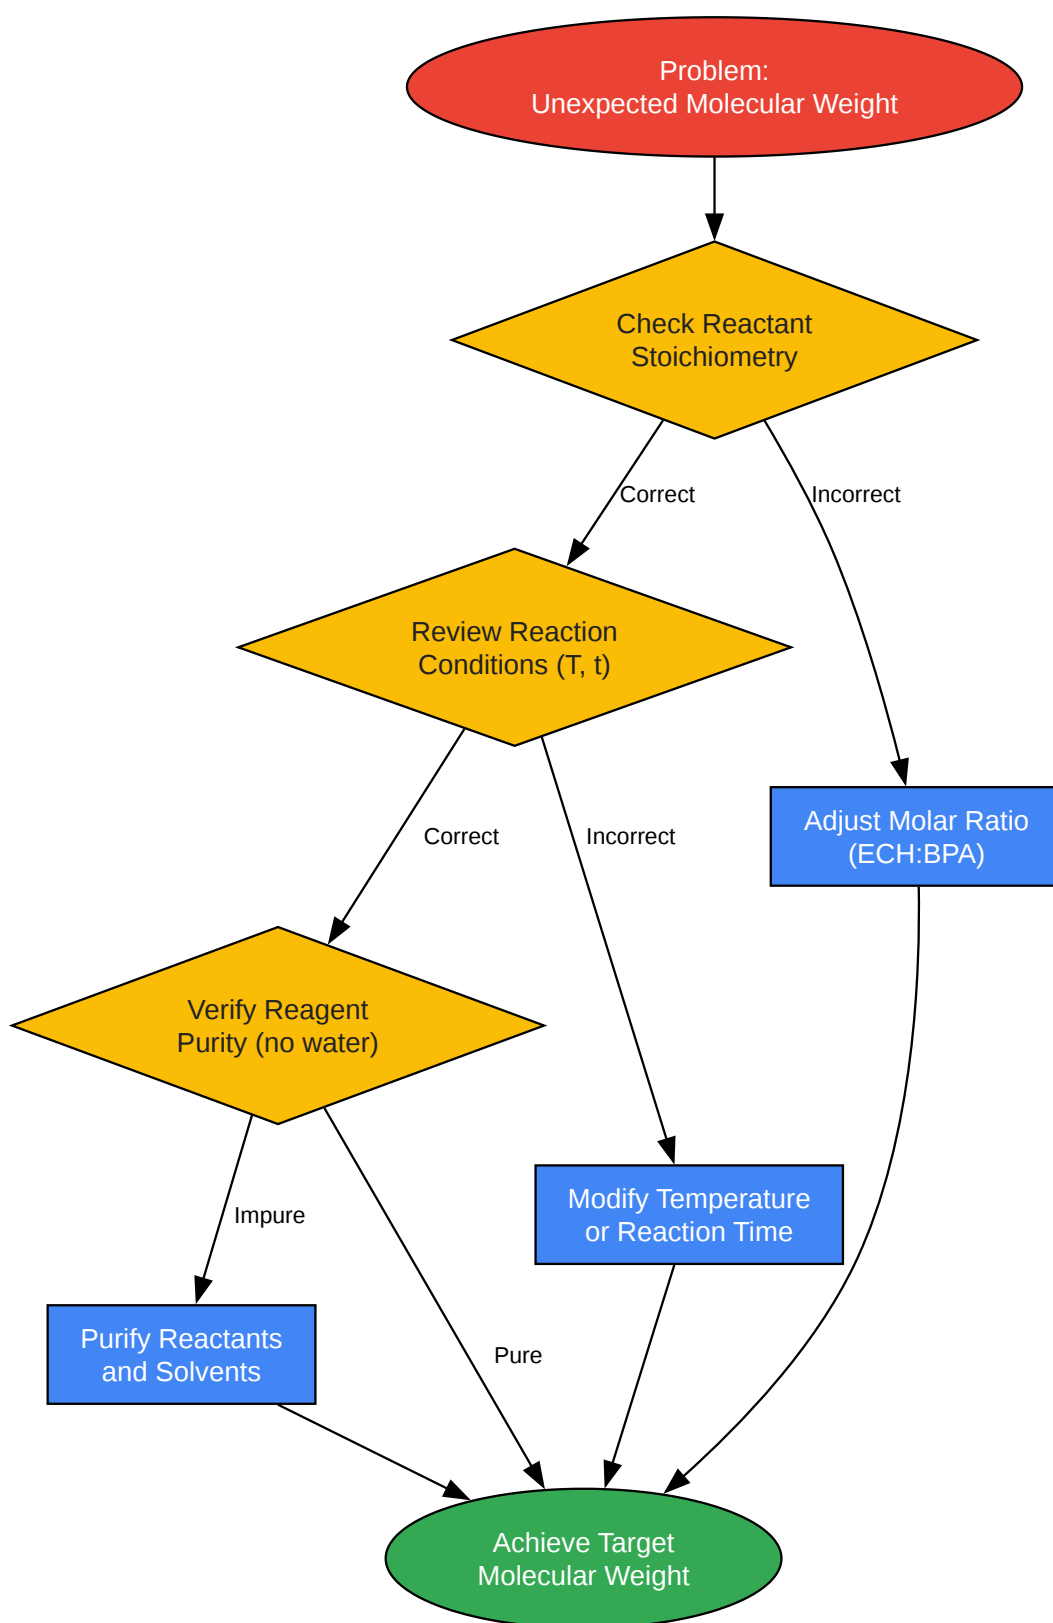 Problem:
Unexpected Molecular Weight
Check Reactant
Stoichiometry
Correct
Incorrect
Review Reaction
Conditions (T, t)
Adjust Molar Ratio
(ECH:BPA)
Correct
Incorrect
Verify Reagent
Purity (no water)
Modify Temperature
or Reaction Time
Impure
Purify Reactants
and Solvents
Pure
Achieve Target
Molecular Weight